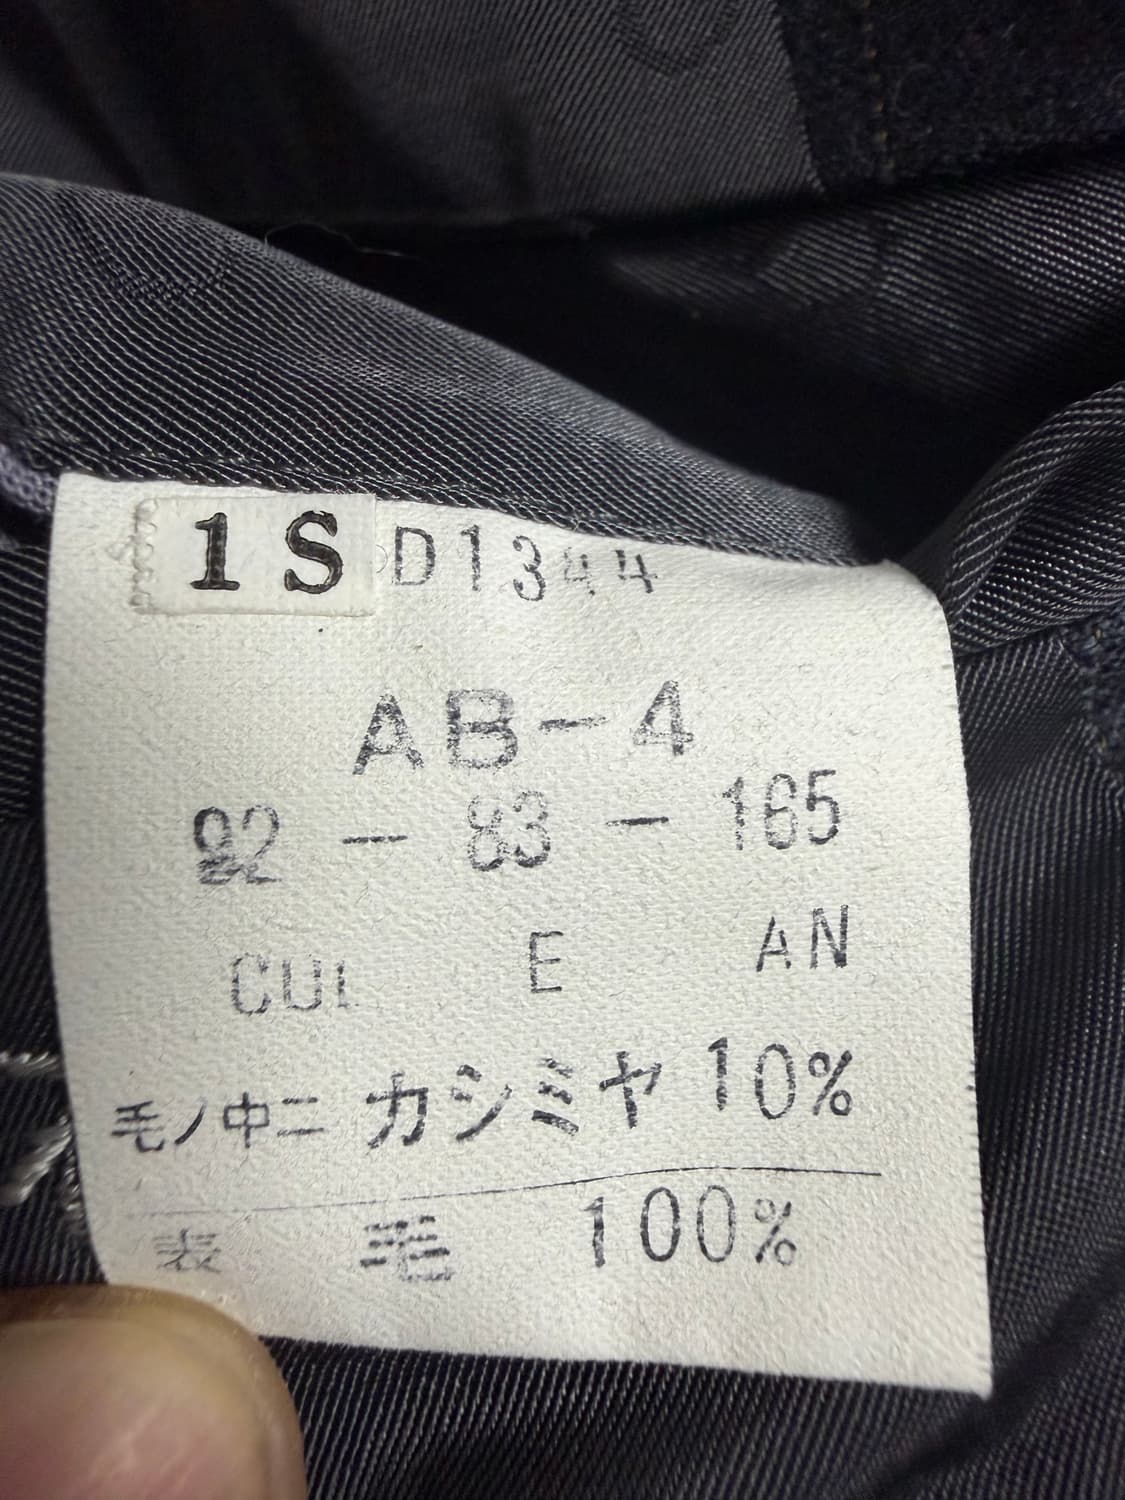 1S D1344
AB-4
92 - 83 - 165
E AN
毛ノ中ニ カシミヤ 10%
表 毛 100%